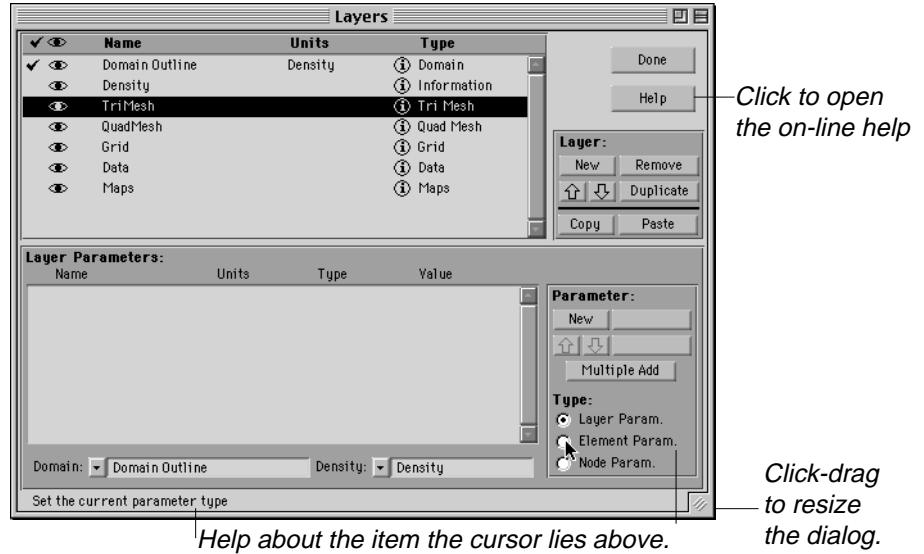 Layers
Name Units Type
Domain Outline Density Domain
Density Information
TriMesh Tri Mesh
QuadMesh Quad Mesh
Grid Grid
Data Data
Maps Maps
Done
Help
Click to open
the on-line help
Layer:
New Remove
Duplicate
Copy Paste
Layer Parameters:
Name Units Type Value
Parameter:
New
Multiple Add
Type:
Layer Param.
Element Param.
Node Param.
Domain: Domain Outline Density: Density
Set the current parameter type
Click-drag
to resize
the dialog.
Help about the item the cursor lies above.